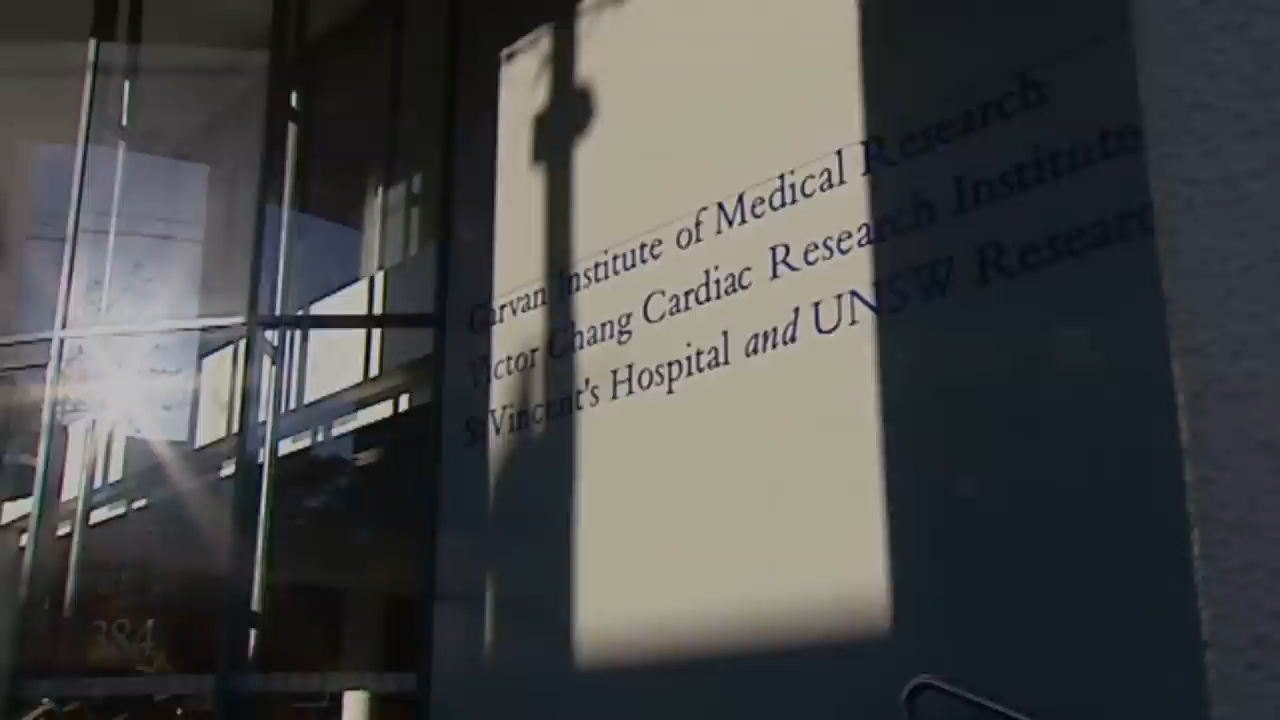 Garvan Institute of Medical Research
Victor Chang Cardiac Research Institute
St Vincent's Hospital and UNSW Research
384